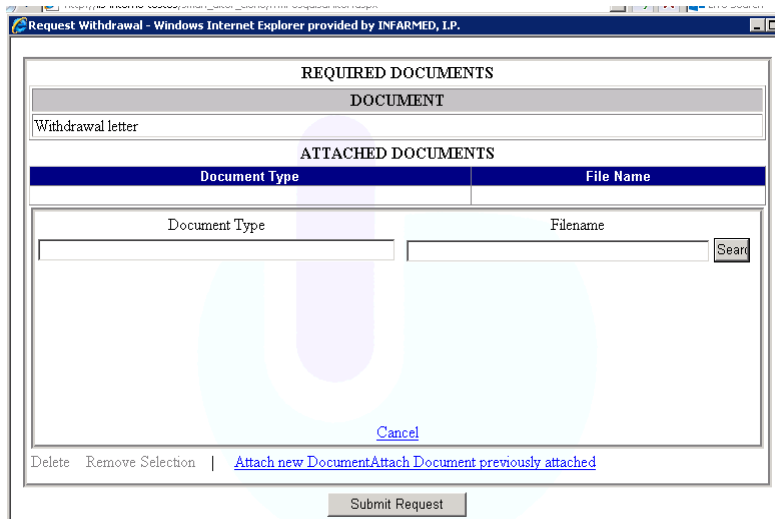 Request Withdrawal - Windows Internet Explorer provided by INFARMED, I.P.
REQUIRED DOCUMENTS
DOCUMENT
Withdrawal letter
ATTACHED DOCUMENTS
Document Type File Name
Document Type Filename
Sear
Cancel
Delete Remove Selection | Attach new DocumentAttach Document previously attached
Submit Request